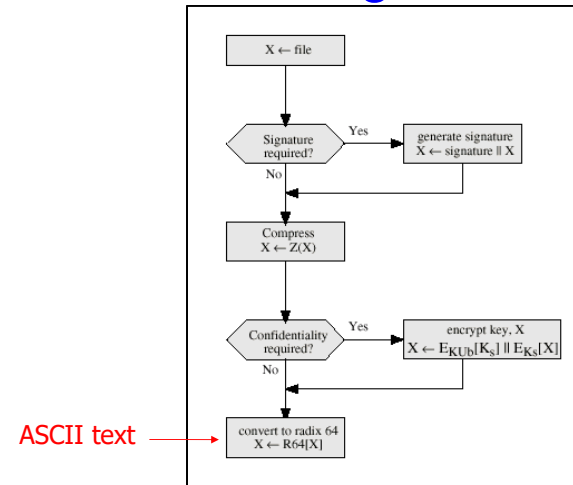 X ← file
Signature
required?
Yes
generate signature
X ← signature || X
No
Compress
X ← Z(X)
Confidentiality
required?
Yes
encrypt key, X
X ← E_KUb[K_s] || E_Ks[X]
No
ASCII text
convert to radix 64
X ← R64[X]